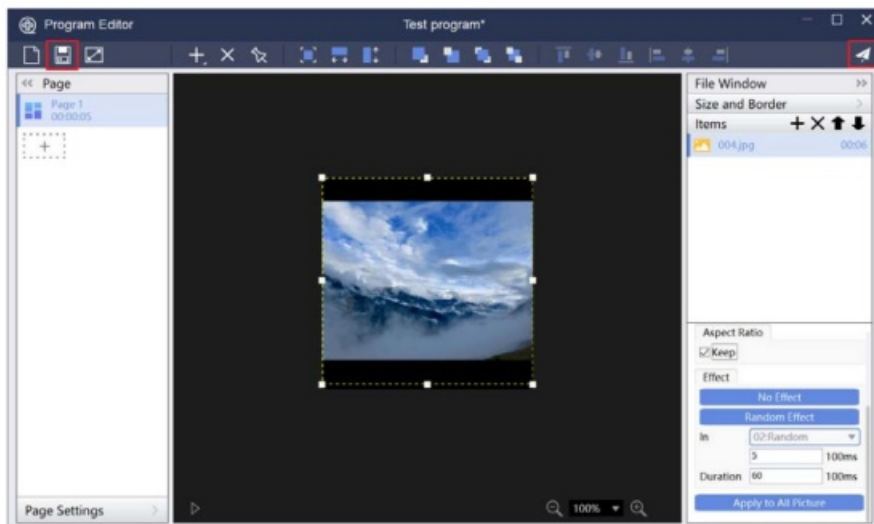 Program Editor
Test program*
Page
Page 1
00:00:05
Page Settings
100%
File Window
Size and Border
Items
004.jpg 00:06
Aspect Ratio
Keep
Effect
No Effect
Random Effect
In 02:Random
5 100ms
Duration 60 100ms
Apply to All Picture